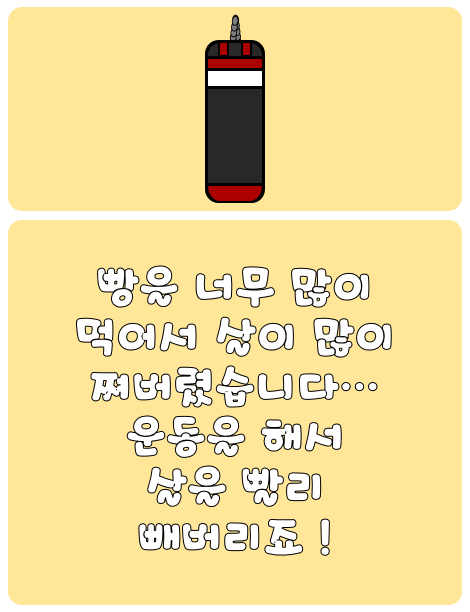 빵을 너무 많이
먹어서 살이 많이
쪄버렸습니다…
운동을 해서
살을 빨리
빼버리죠 !